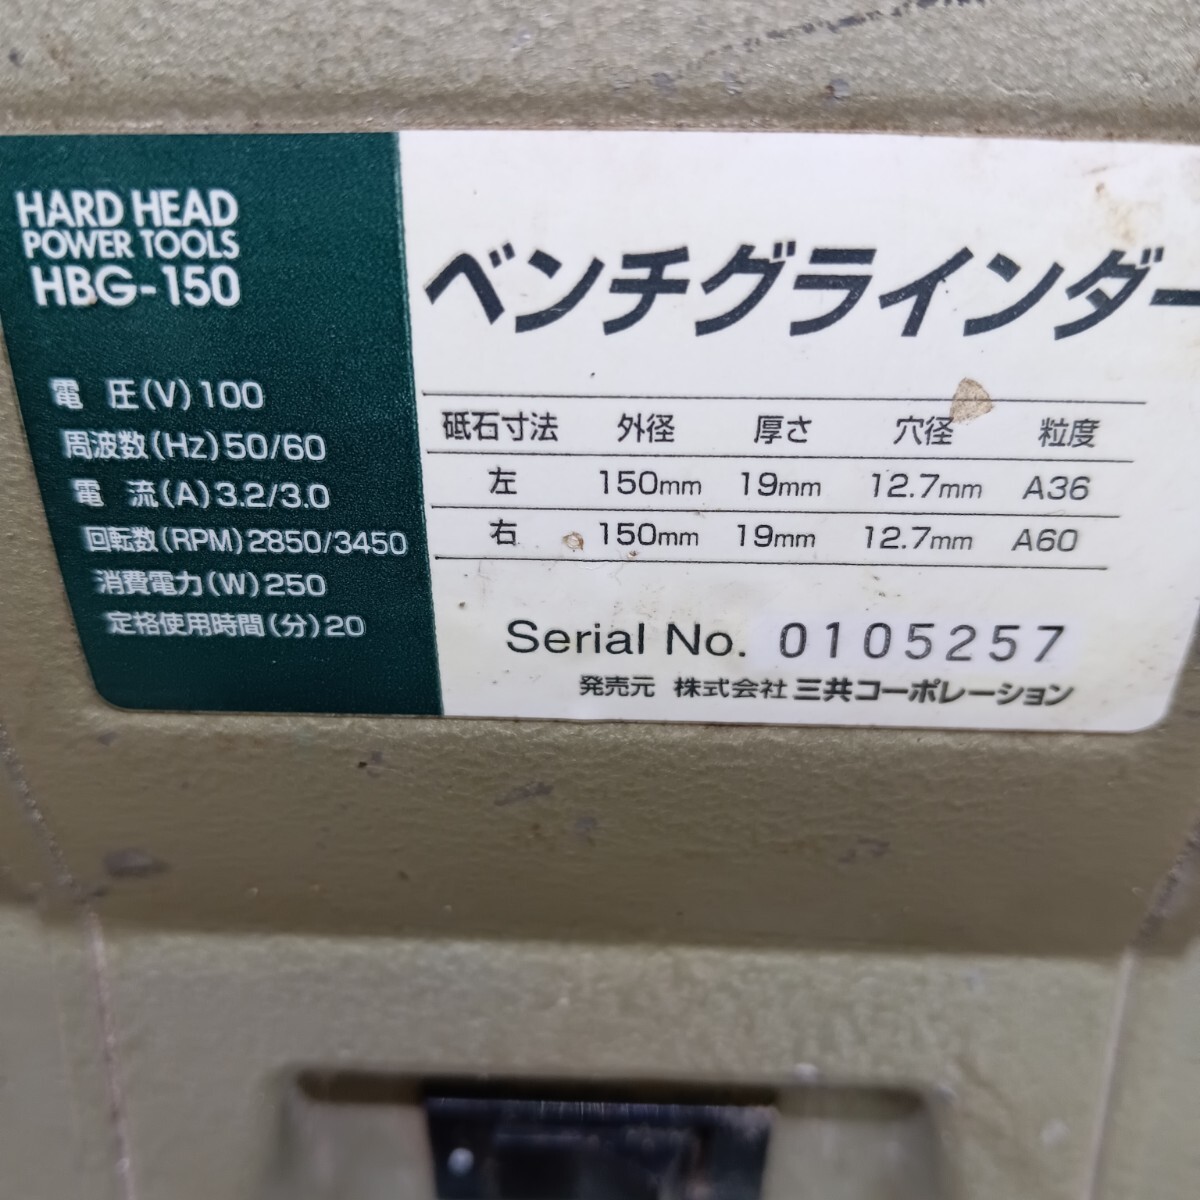 HARD HEAD
POWER TOOLS
HBG-150
電 圧(V)100
周波数(Hz)50/60
電 流(A)3.2/3.0
回転数(RPM)2850/3450
消費電力(W)250
定格使用時間(分)20
ベンチグラインダー
砥石寸法 外径 厚さ 穴径 粒度
左 150mm 19mm 12.7mm A36
右 150mm 19mm 12.7mm A60
Serial No. 0105257
発売元 株式会社 三共コーポレーション